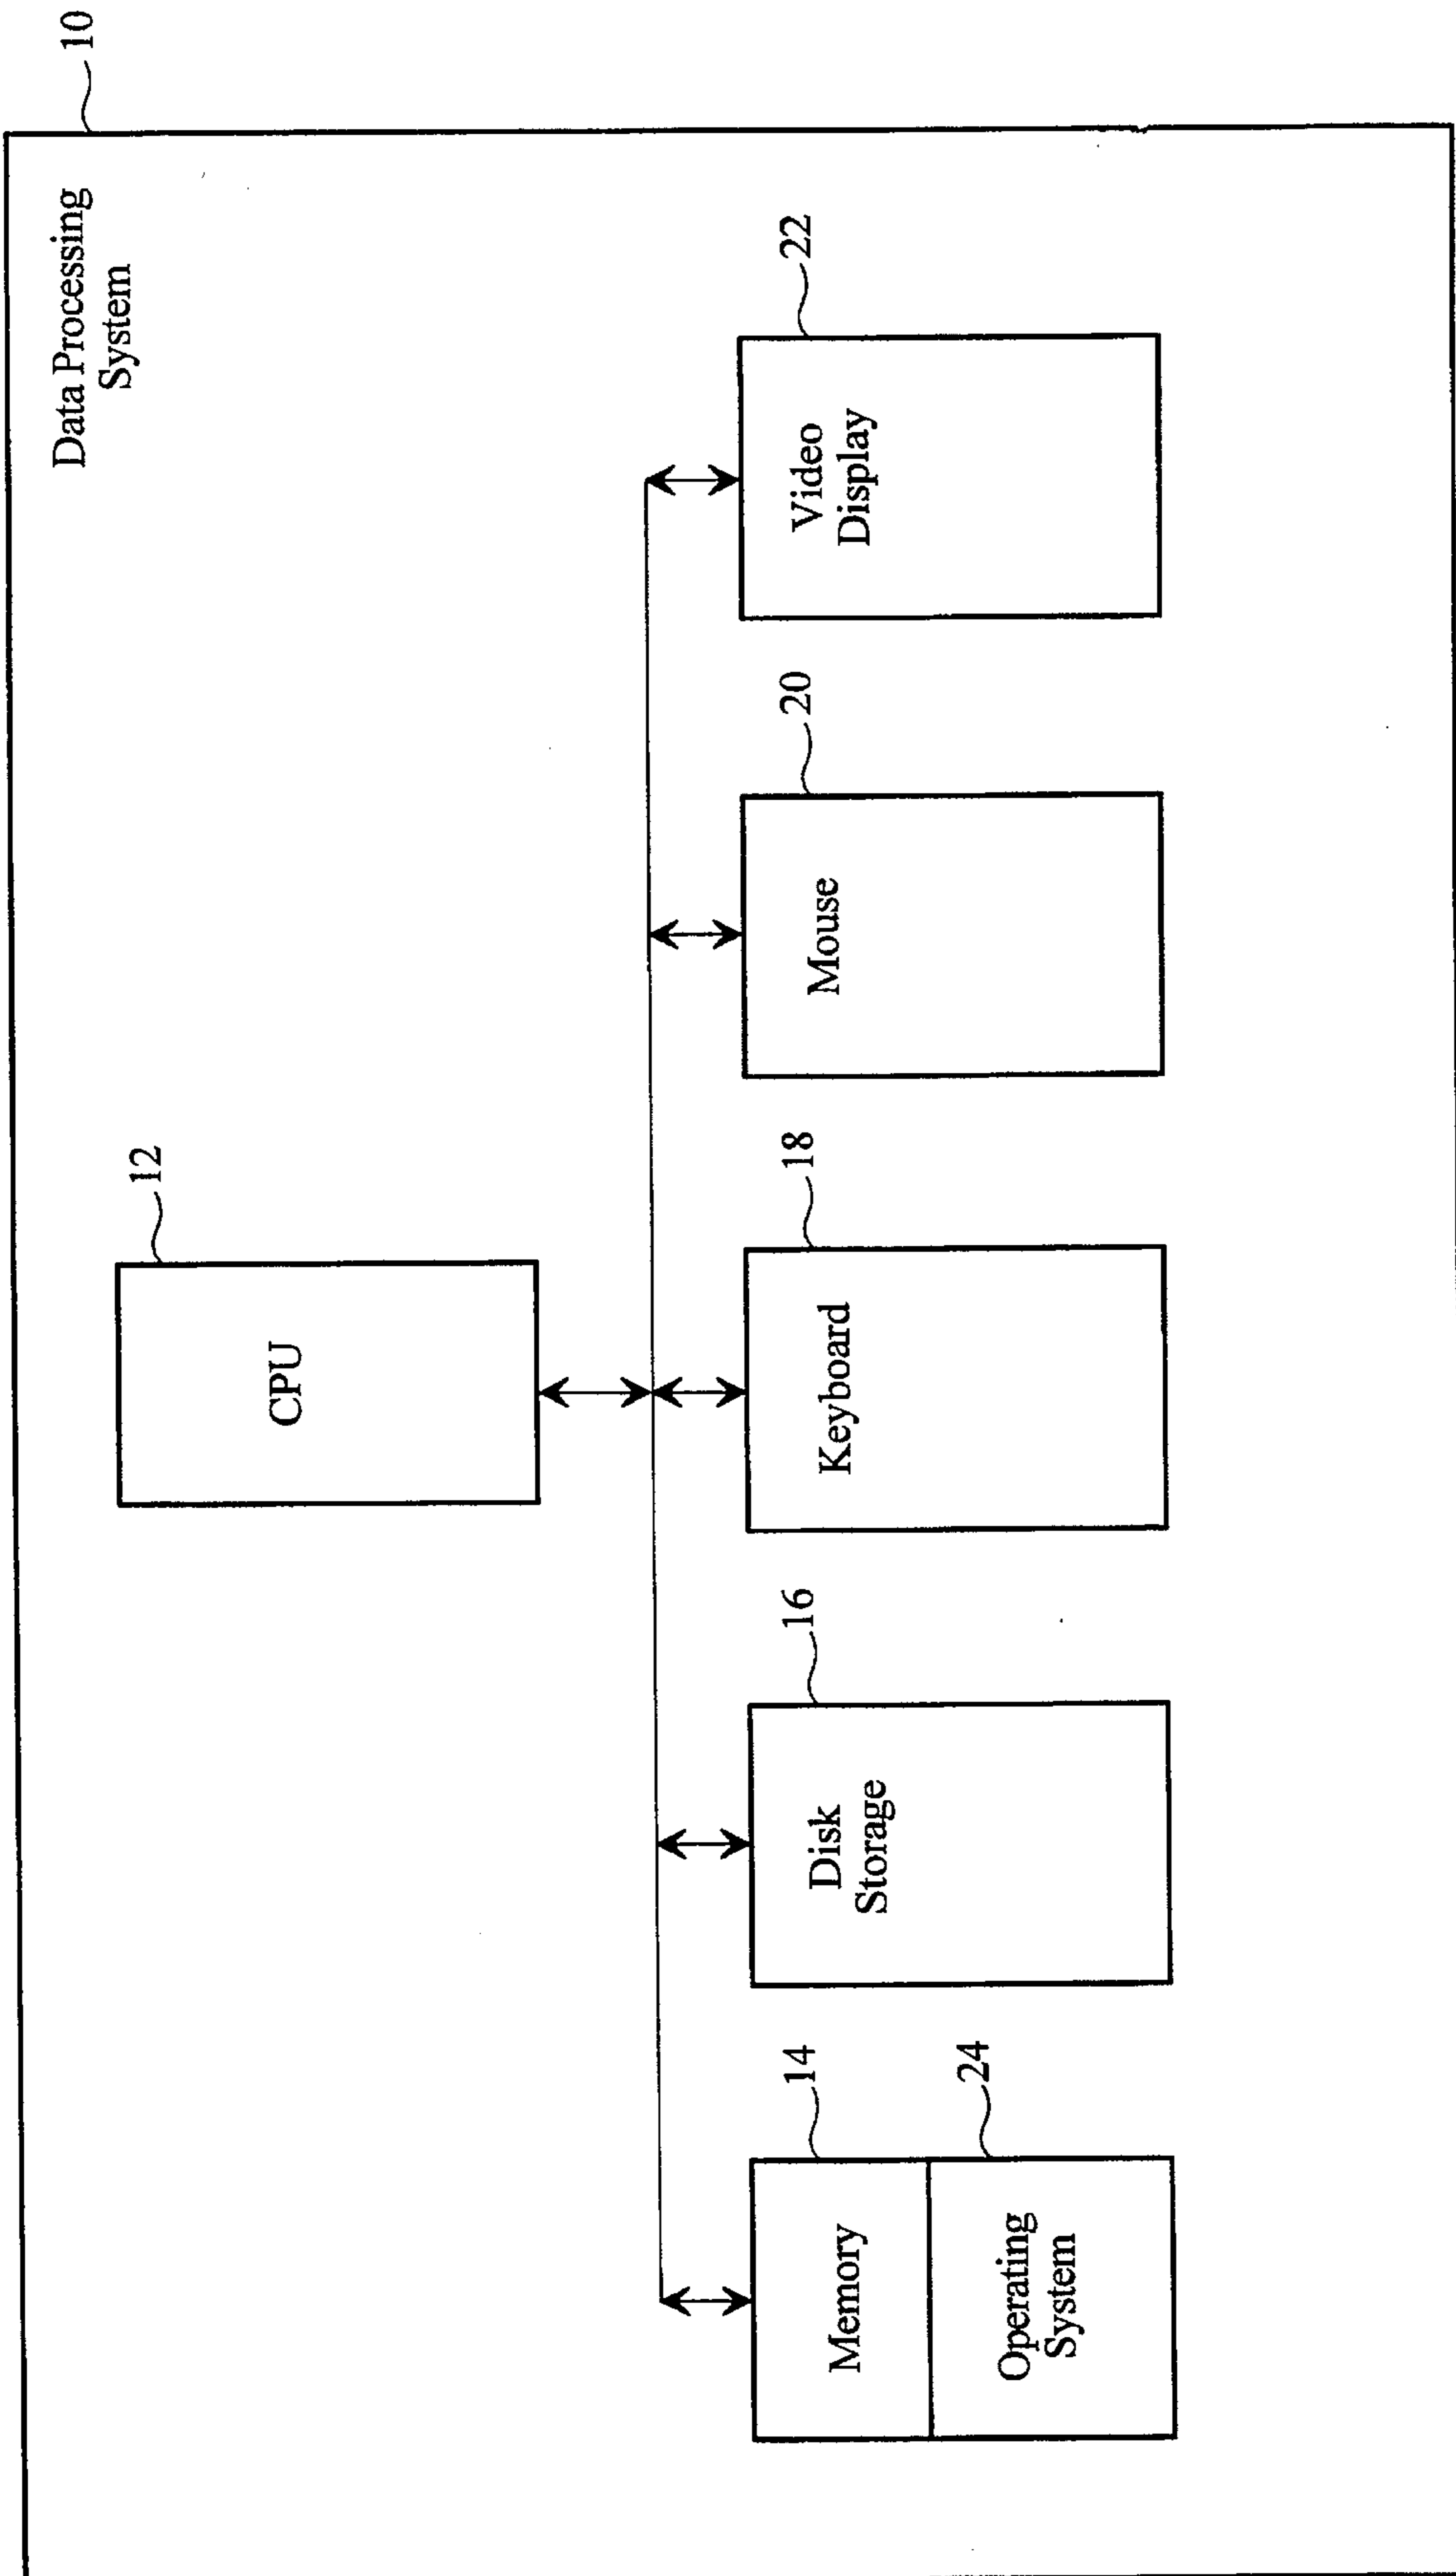 10
Data Processing
System
12
CPU
14
Memory
24
Operating
System
16
Disk
Storage
18
Keyboard
20
Mouse
22
Video
Display